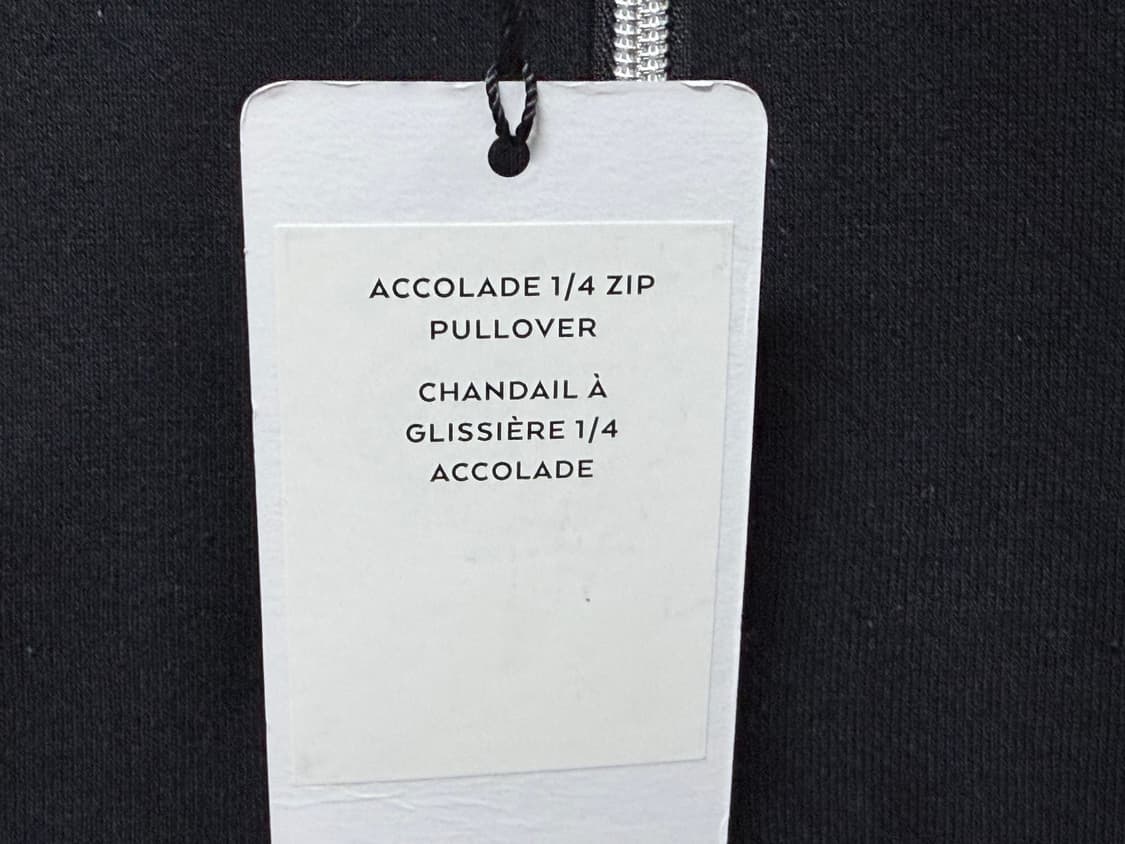 ACCOLADE 1/4 ZIP
PULLOVER
CHANDAIL À
GLISSIÈRE 1/4
ACCOLADE